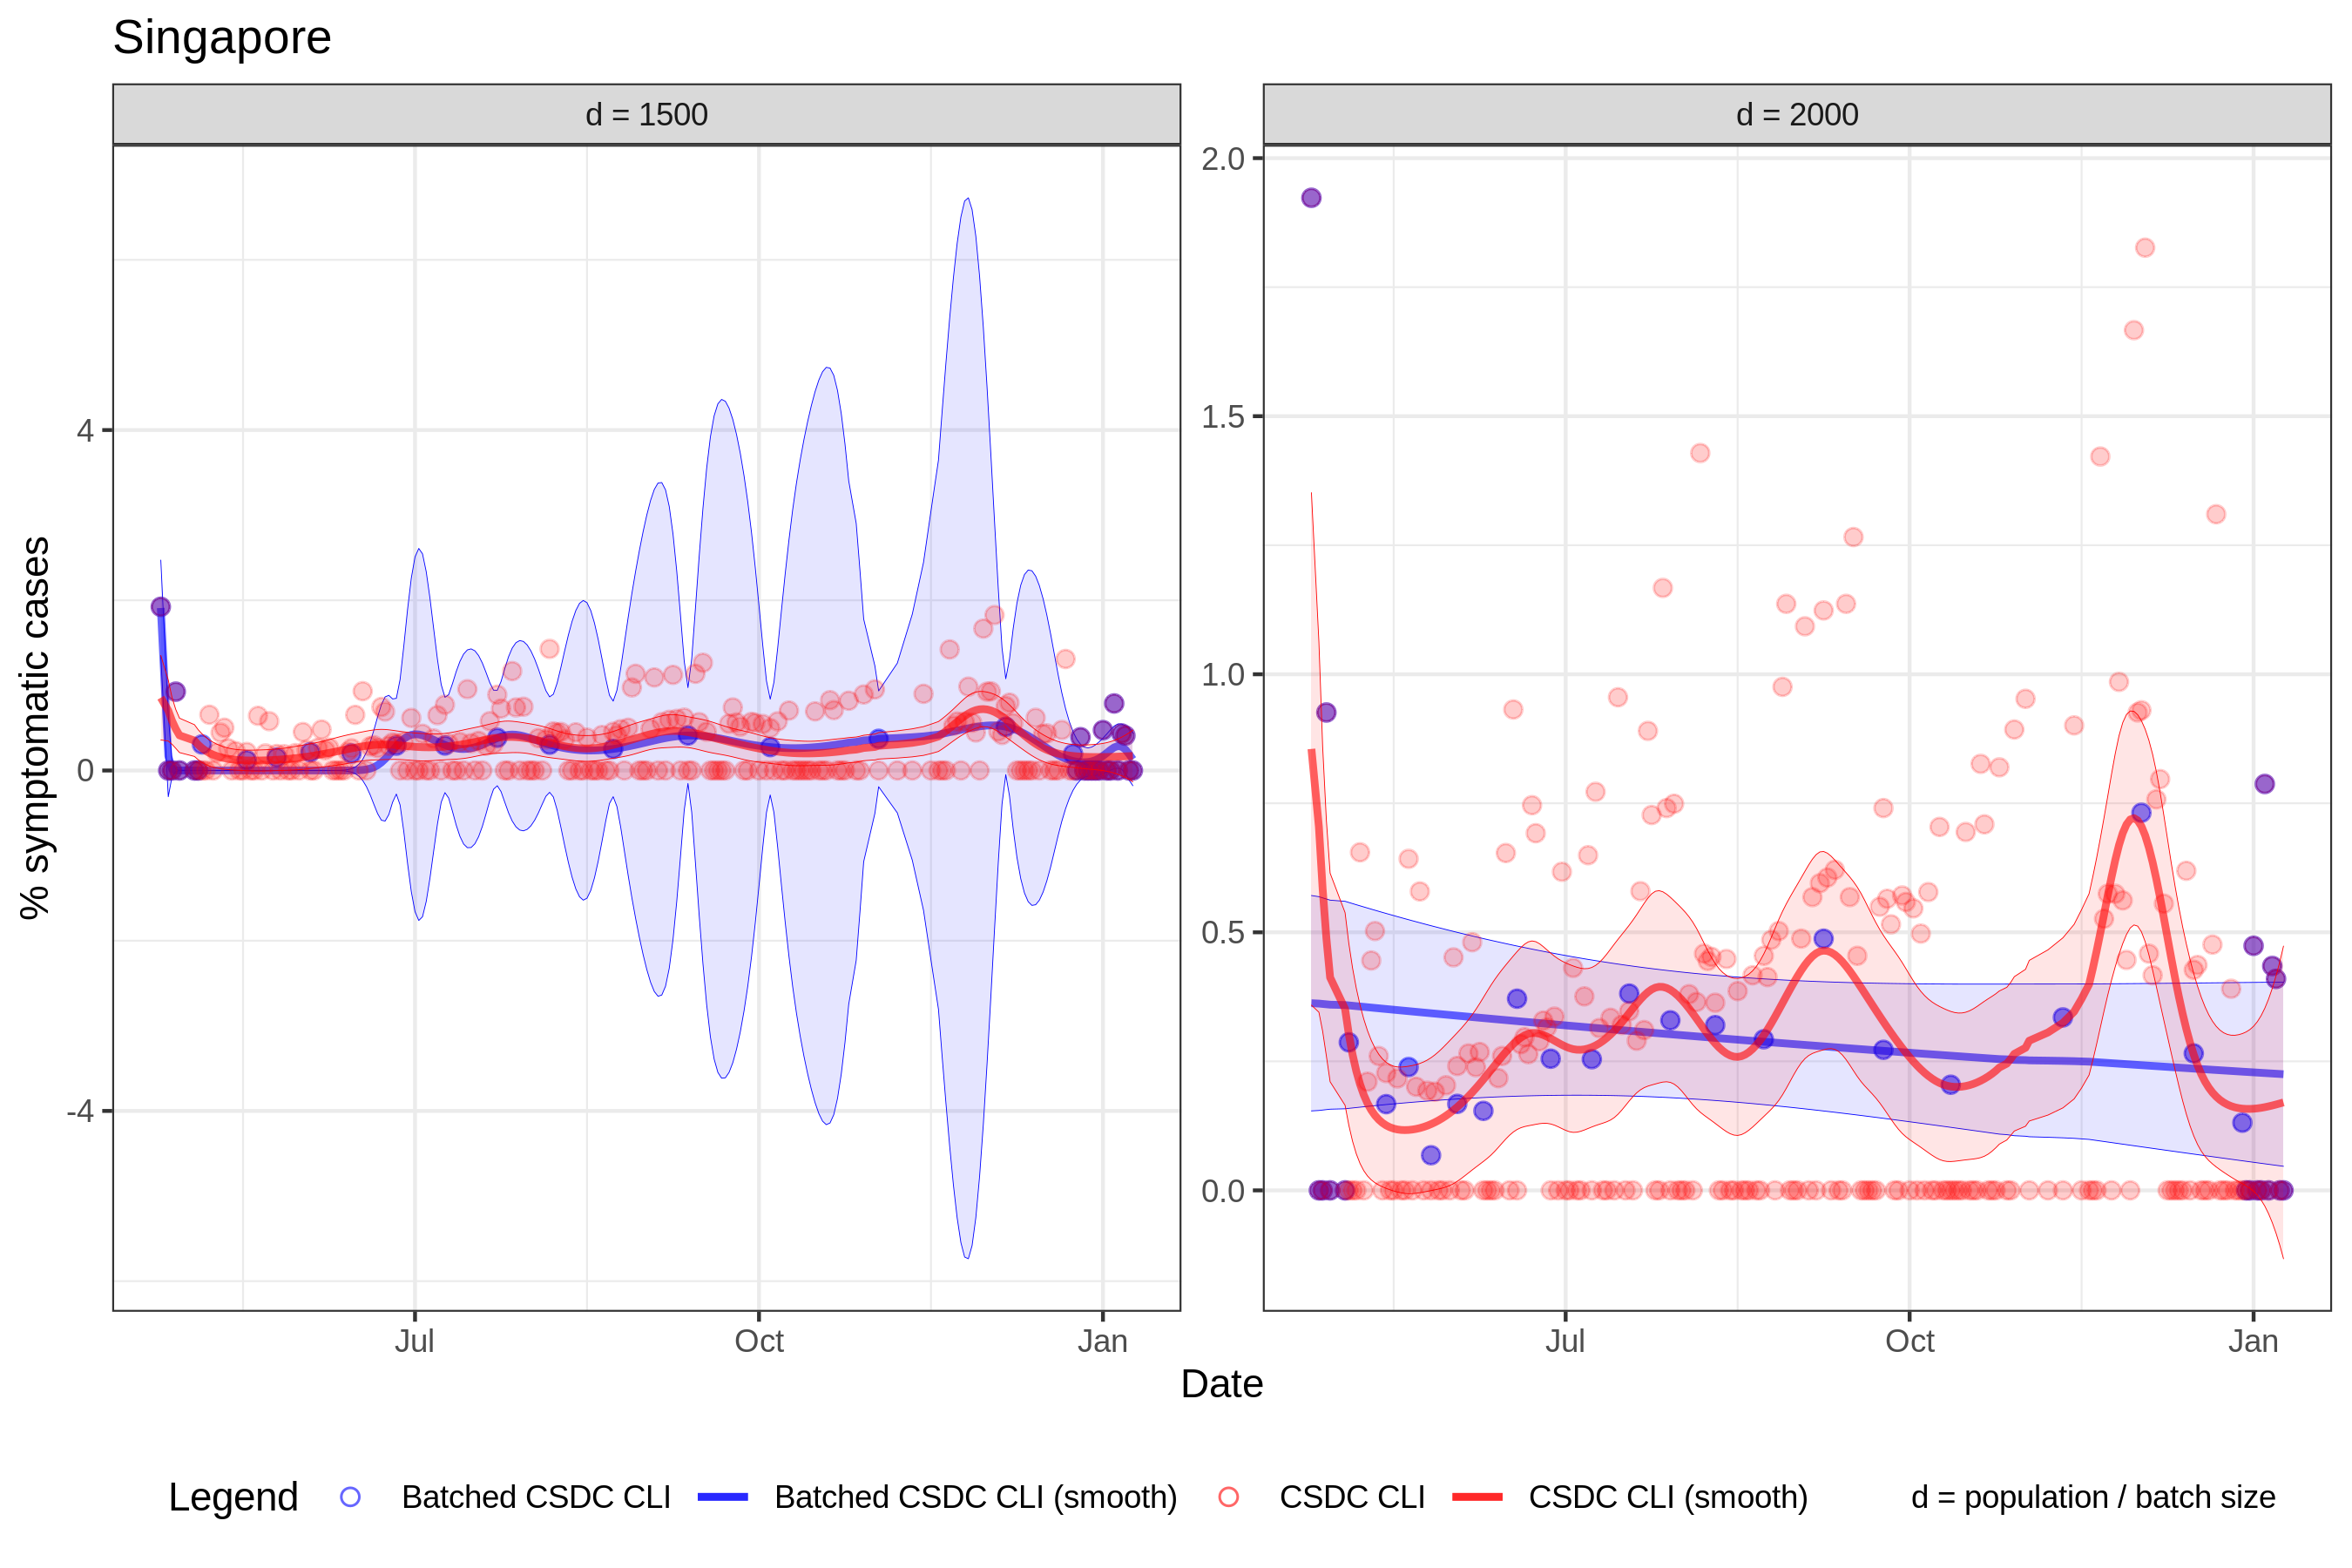 Singapore
d = 1500
d = 2000
% symptomatic cases
4
0
-4
2.0
1.5
1.0
0.5
0.0
Jul
Oct
Jan
Jul
Oct
Jan
Date
Legend
Batched CSDC CLI
Batched CSDC CLI (smooth)
CSDC CLI
CSDC CLI (smooth)
d = population / batch size